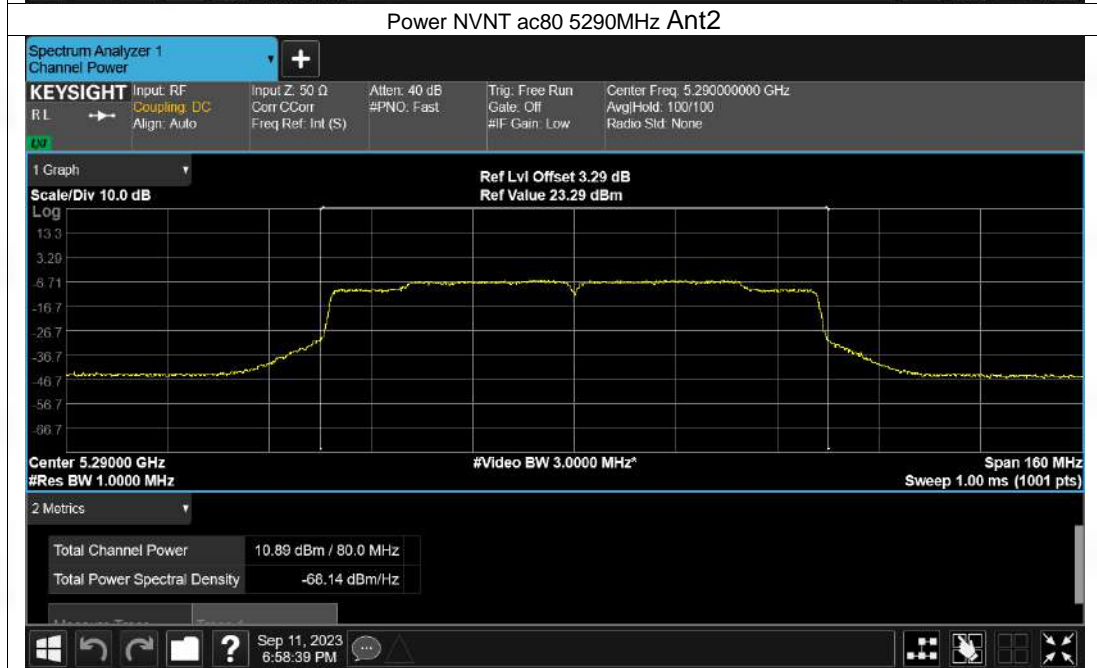 Power NVNT ac80 5290MHz Ant2
Spectrum Analyzer 1
Channel Power
+
KEYSIGHT Input: RF Input Z: 50 Ω Atten: 40 dB Trig: Free Run Center Freq: 5.290000000 GHz
RL Coupling: DC Corr CCorr #PNO: Fast Gate: Off Avg|Hold: 100/100
Align: Auto Freq Ref: Int (S) #IF Gain: Low Radio Std: None
LXI
1 Graph
Ref Lvl Offset 3.29 dB
Scale/Div 10.0 dB Ref Value 23.29 dBm
Log
13.3
3.29
-6.71
-16.7
-26.7
-36.7
-46.7
-56.7
-66.7
Center 5.29000 GHz #Video BW 3.0000 MHz* Span 160 MHz
#Res BW 1.0000 MHz Sweep 1.00 ms (1001 pts)
2 Metrics
Total Channel Power 10.89 dBm / 80.0 MHz
Total Power Spectral Density -68.14 dBm/Hz
? Sep 11, 2023
6:58:39 PM